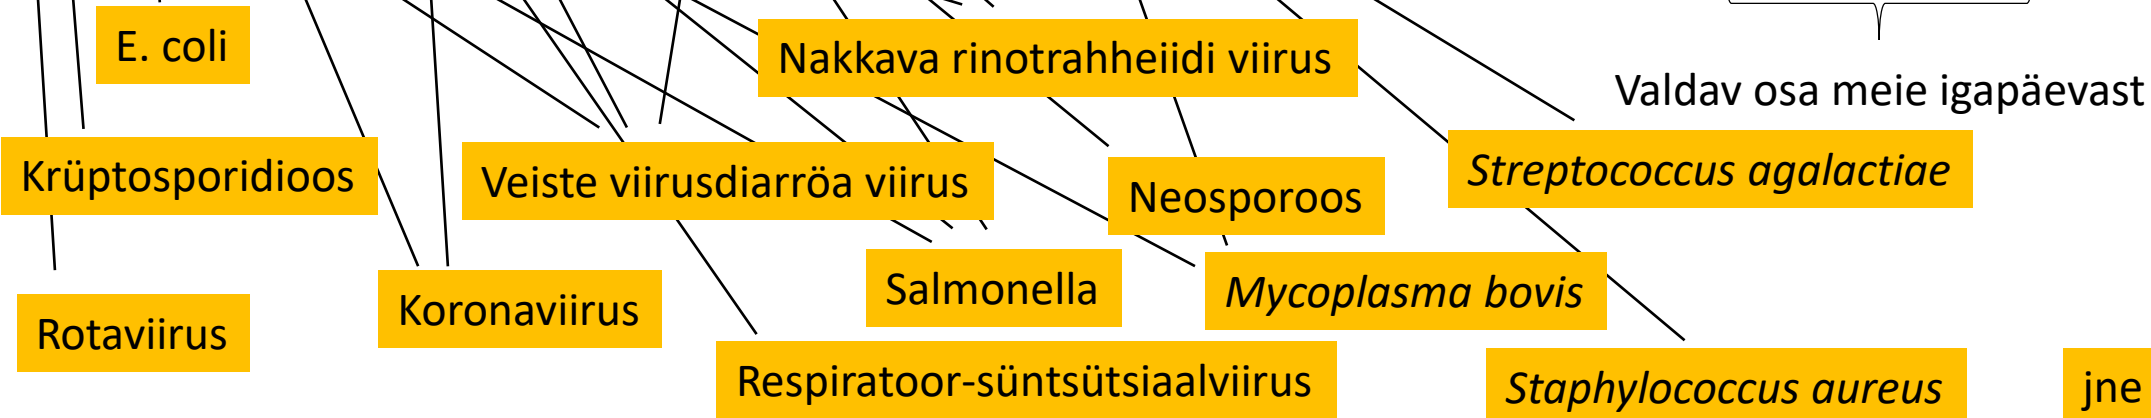 E. coli
Nakkava rinotrahheiidi viirus
Valdav osa meie igapäevast
Krüptosporidioos
Veiste viirusdiarröa viirus
Neosporoos
Streptococcus agalactiae
Rotaviirus
Koronaviirus
Salmonella
Mycoplasma bovis
Respiratoor-süntsütsiaalviirus
Staphylococcus aureus
jne